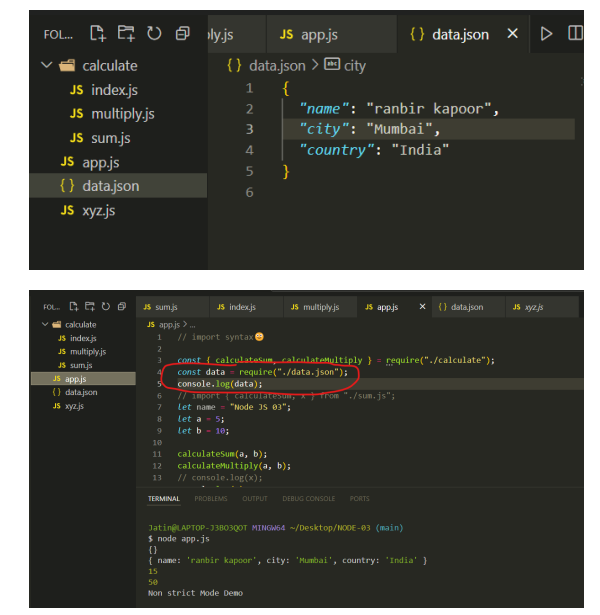 FOL... ply.js JS app.js {} data.json ×
calculate {} data.json > abc city
JS index.js
JS multiply.js
JS sum.js
JS app.js
{} data.json
JS xyz.js
1 {
2 "name": "ranbir kapoor",
3 "city": "Mumbai",
4 "country": "India"
5 }
6
FOL... JS sum.js JS index.js JS multiply.js JS app.js × {} data.json JS xyz.js
calculate JS app.js > ...
JS index.js
JS multiply.js
JS sum.js
JS app.js
{} data.json
JS xyz.js
1 // import syntax😊
2
3 const { calculateSum, calculateMultiply } = require("./calculate");
4 const data = require("./data.json");
5 console.log(data);
6 // import { calculateSum, x } from "./sum.js";
7 let name = "Node JS 03";
8 let a = 5;
9 let b = 10;
10
11 calculateSum(a, b);
12 calculateMultiply(a, b);
13 // console.log(x);
TERMINAL PROBLEMS OUTPUT DEBUG CONSOLE PORTS
Jatin@LAPTOP-J3BO3QOT MINGW64 ~/Desktop/NODE-03 (main)
$ node app.js
{}
{ name: 'ranbir kapoor', city: 'Mumbai', country: 'India' }
15
50
Non strict Mode Demo